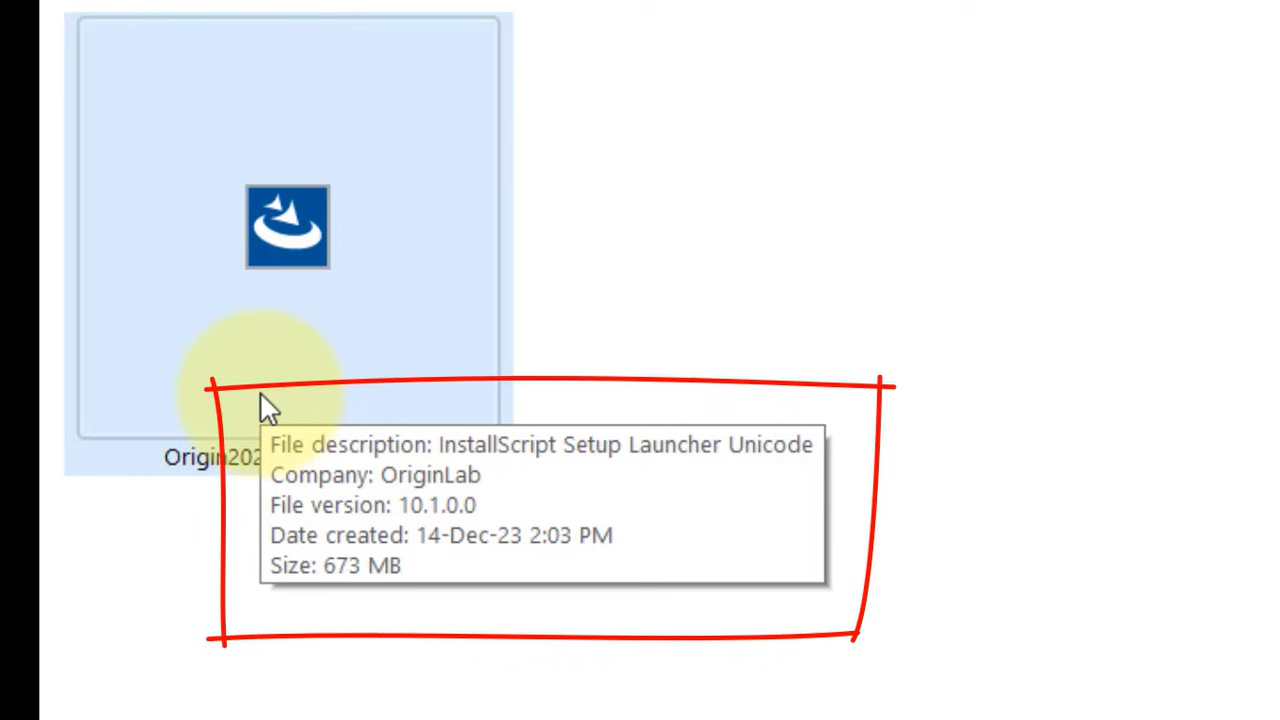 Origin202
File description: InstallScript Setup Launcher Unicode
Company: OriginLab
File version: 10.1.0.0
Date created: 14-Dec-23 2:03 PM
Size: 673 MB